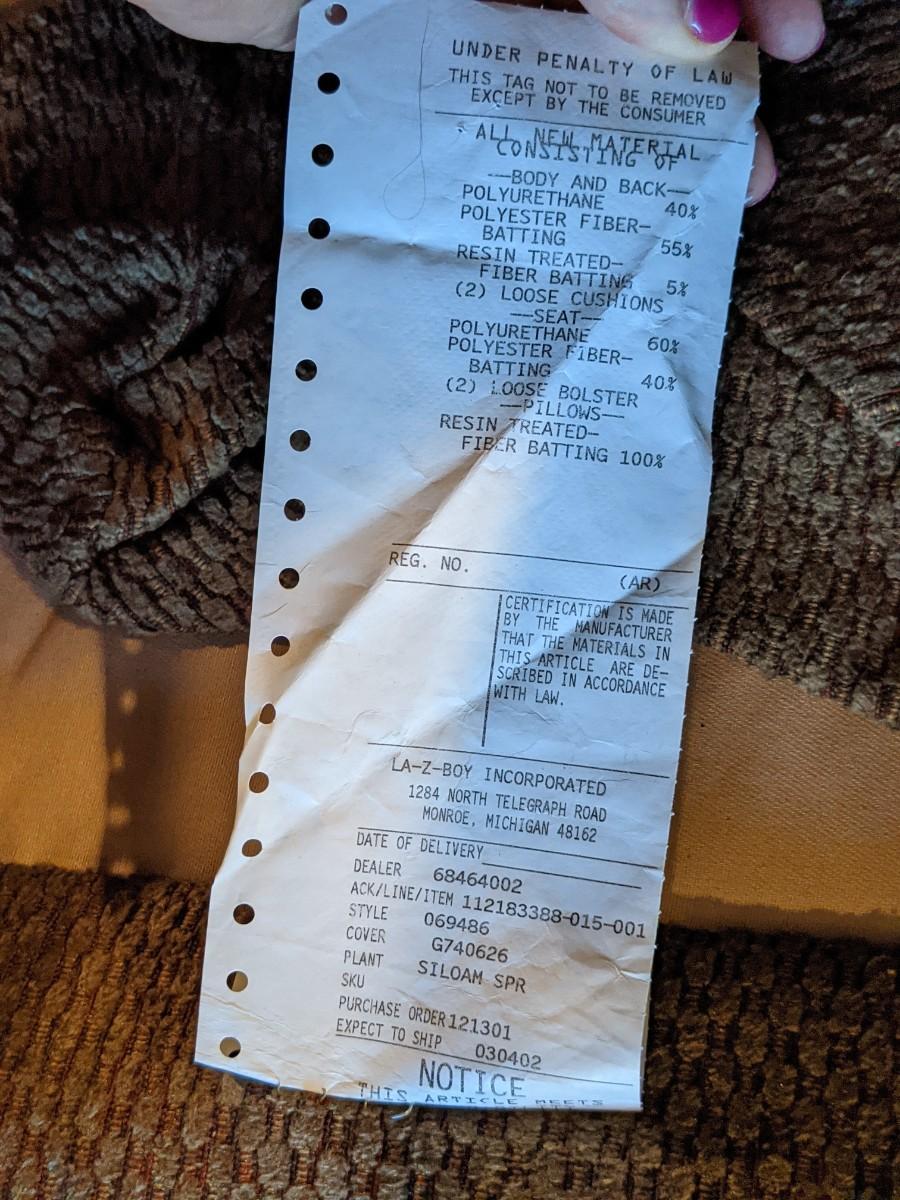 UNDER PENALTY OF LAW
THIS TAG NOT TO BE REMOVED
EXCEPT BY THE CONSUMER
ALL NEW MATERIAL
CONSISTING OF
—BODY AND BACK—
POLYURETHANE 40%
POLYESTER FIBER-
BATTING 55%
RESIN TREATED-
FIBER BATTING 5%
(2) LOOSE CUSHIONS
—SEAT—
POLYURETHANE 60%
POLYESTER FIBER-
BATTING 40%
(2) LOOSE BOLSTER
—PILLOWS—
RESIN TREATED-
FIBER BATTING 100%
REG. NO. (AR)
CERTIFICATION IS MADE
BY THE MANUFACTURER
THAT THE MATERIALS IN
THIS ARTICLE ARE DE-
SCRIBED IN ACCORDANCE
WITH LAW.
LA-Z-BOY INCORPORATED
1284 NORTH TELEGRAPH ROAD
MONROE, MICHIGAN 48162
DATE OF DELIVERY
DEALER 68464002
ACK/LINE/ITEM 112183388-015-001
STYLE 069486
COVER G740626
PLANT SILOAM SPR
SKU
PURCHASE ORDER 121301
EXPECT TO SHIP 030402
NOTICE
THIS ARTICLE MEETS